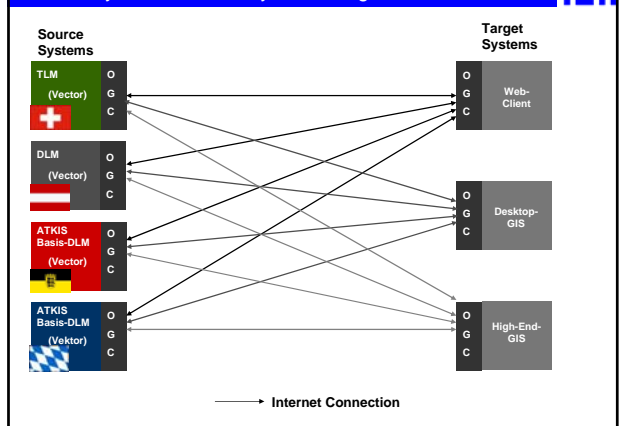 Source
Systems
Target
Systems
TLM
(Vector)
O
G
C
DLM
(Vector)
O
G
C
ATKIS
Basis-DLM
(Vector)
O
G
C
ATKIS
Basis-DLM
(Vektor)
O
G
C
O
G
C
Web-
Client
O
G
C
Desktop-
GIS
O
G
C
High-End-
GIS
Internet Connection